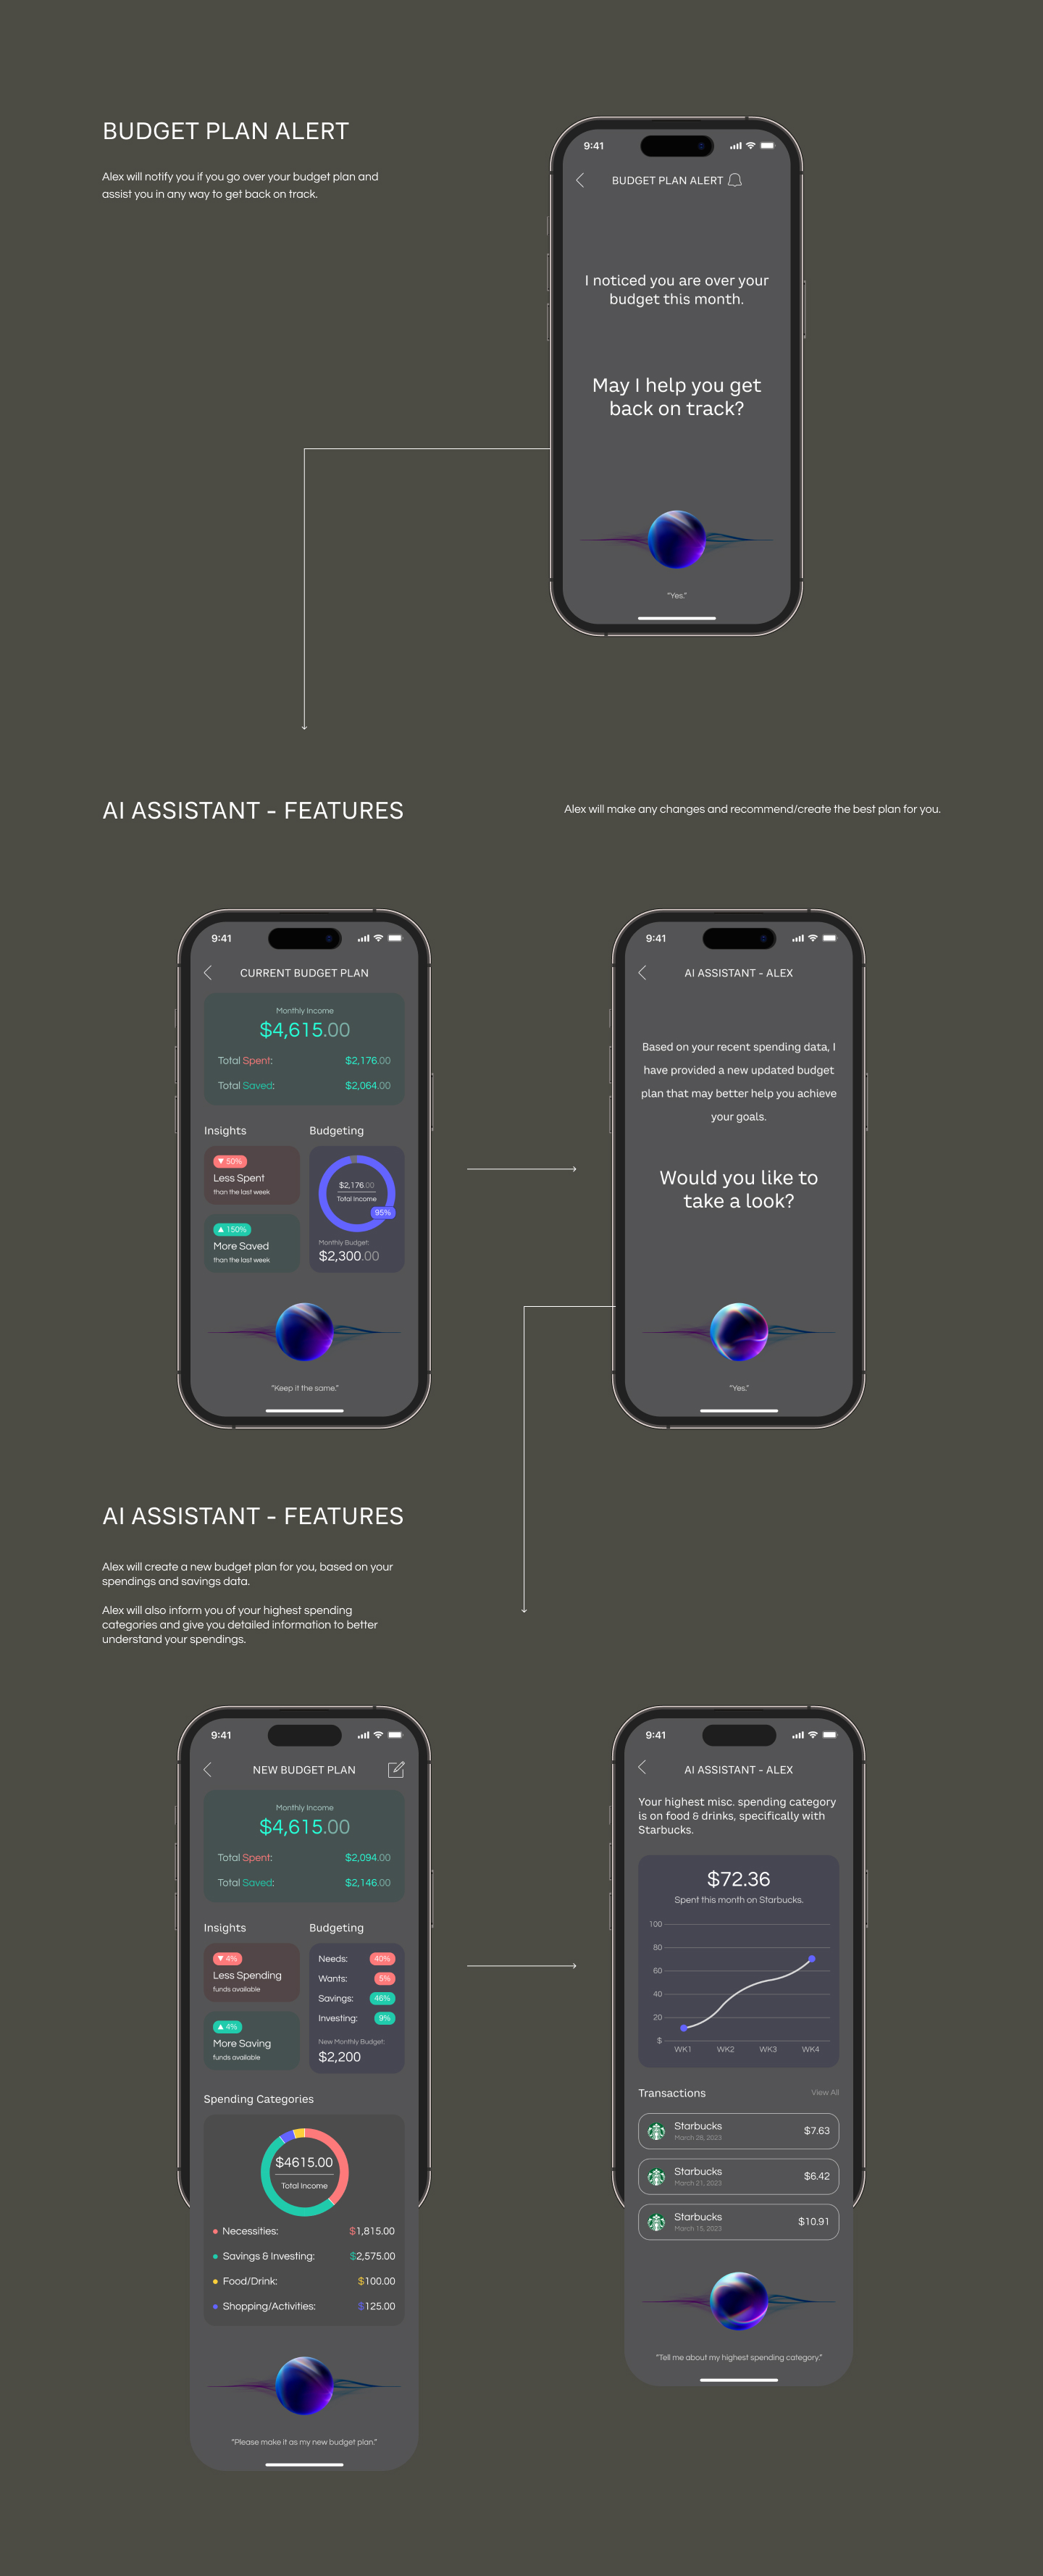 BUDGET PLAN ALERT
Alex will notify you if you go over your budget plan and
assist you in any way to get back on track.
9:41
BUDGET PLAN ALERT
I noticed you are over your
budget this month.
May I help you get
back on track?
"Yes."
AI ASSISTANT - FEATURES
Alex will make any changes and recommend/create the best plan for you.
9:41
CURRENT BUDGET PLAN
Monthly Income
$4,615.00
Total Spent: $2,176.00
Total Saved: $2,064.00
Insights
▼ 50%
Less Spent
than the last week
▲ 150%
More Saved
than the last week
Budgeting
$2,176.00
Total Income
95%
Monthly Budget:
$2,300.00
"Keep it the same."
9:41
AI ASSISTANT - ALEX
Based on your recent spending data, I
have provided a new updated budget
plan that may better help you achieve
your goals.
Would you like to
take a look?
"Yes."
AI ASSISTANT - FEATURES
Alex will create a new budget plan for you, based on your
spendings and savings data.
Alex will also inform you of your highest spending
categories and give you detailed information to better
understand your spendings.
9:41
NEW BUDGET PLAN
Monthly Income
$4,615.00
Total Spent: $2,094.00
Total Saved: $2,146.00
Insights
▼ 4%
Less Spending
funds available
▲ 4%
More Saving
funds available
Budgeting
Needs: 40%
Wants: 5%
Savings: 46%
Investing: 9%
New Monthly Budget:
$2,200
Spending Categories
$4615.00
Total Income
Necessities: $1,815.00
Savings & Investing: $2,575.00
Food/Drink: $100.00
Shopping/Activities: $125.00
"Please make it as my new budget plan."
9:41
AI ASSISTANT - ALEX
Your highest misc. spending category
is on food & drinks, specifically with
Starbucks.
$72.36
Spent this month on Starbucks.
100
80
60
40
20
$
WK1 WK2 WK3 WK4
Transactions View All
Starbucks $7.63
March 28, 2023
Starbucks $6.42
March 21, 2023
Starbucks $10.91
March 15, 2023
"Tell me about my highest spending category."